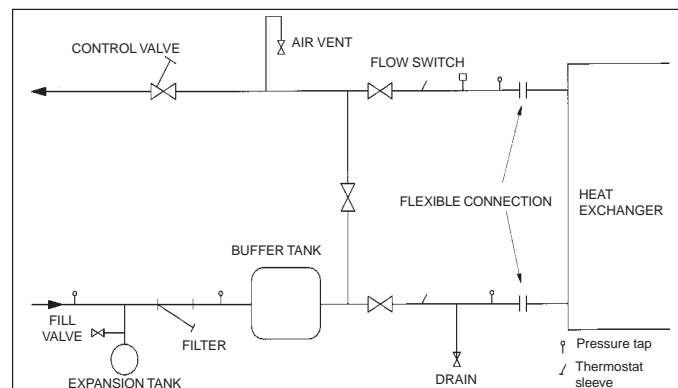 AIR VENT
CONTROL VALVE
FLOW SWITCH
FLEXIBLE CONNECTION
HEAT
EXCHANGER
BUFFER TANK
FILL
VALVE
FILTER
EXPANSION TANK
DRAIN
Pressure tap
Thermostat
sleeve